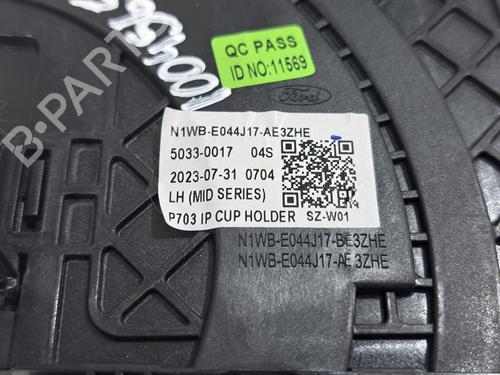 100456
QC PASS
ID NO:11569
Ford
N1WB-E044J17-AE3ZHE
5033-0017 04S
2023-07-31 0704
LH (MID SERIES)
P703 IP CUP HOLDER SZ-W01
N1WB-E044J17-BE3ZHE
N1WB-E044J17-AE3ZHE
B-PARTS